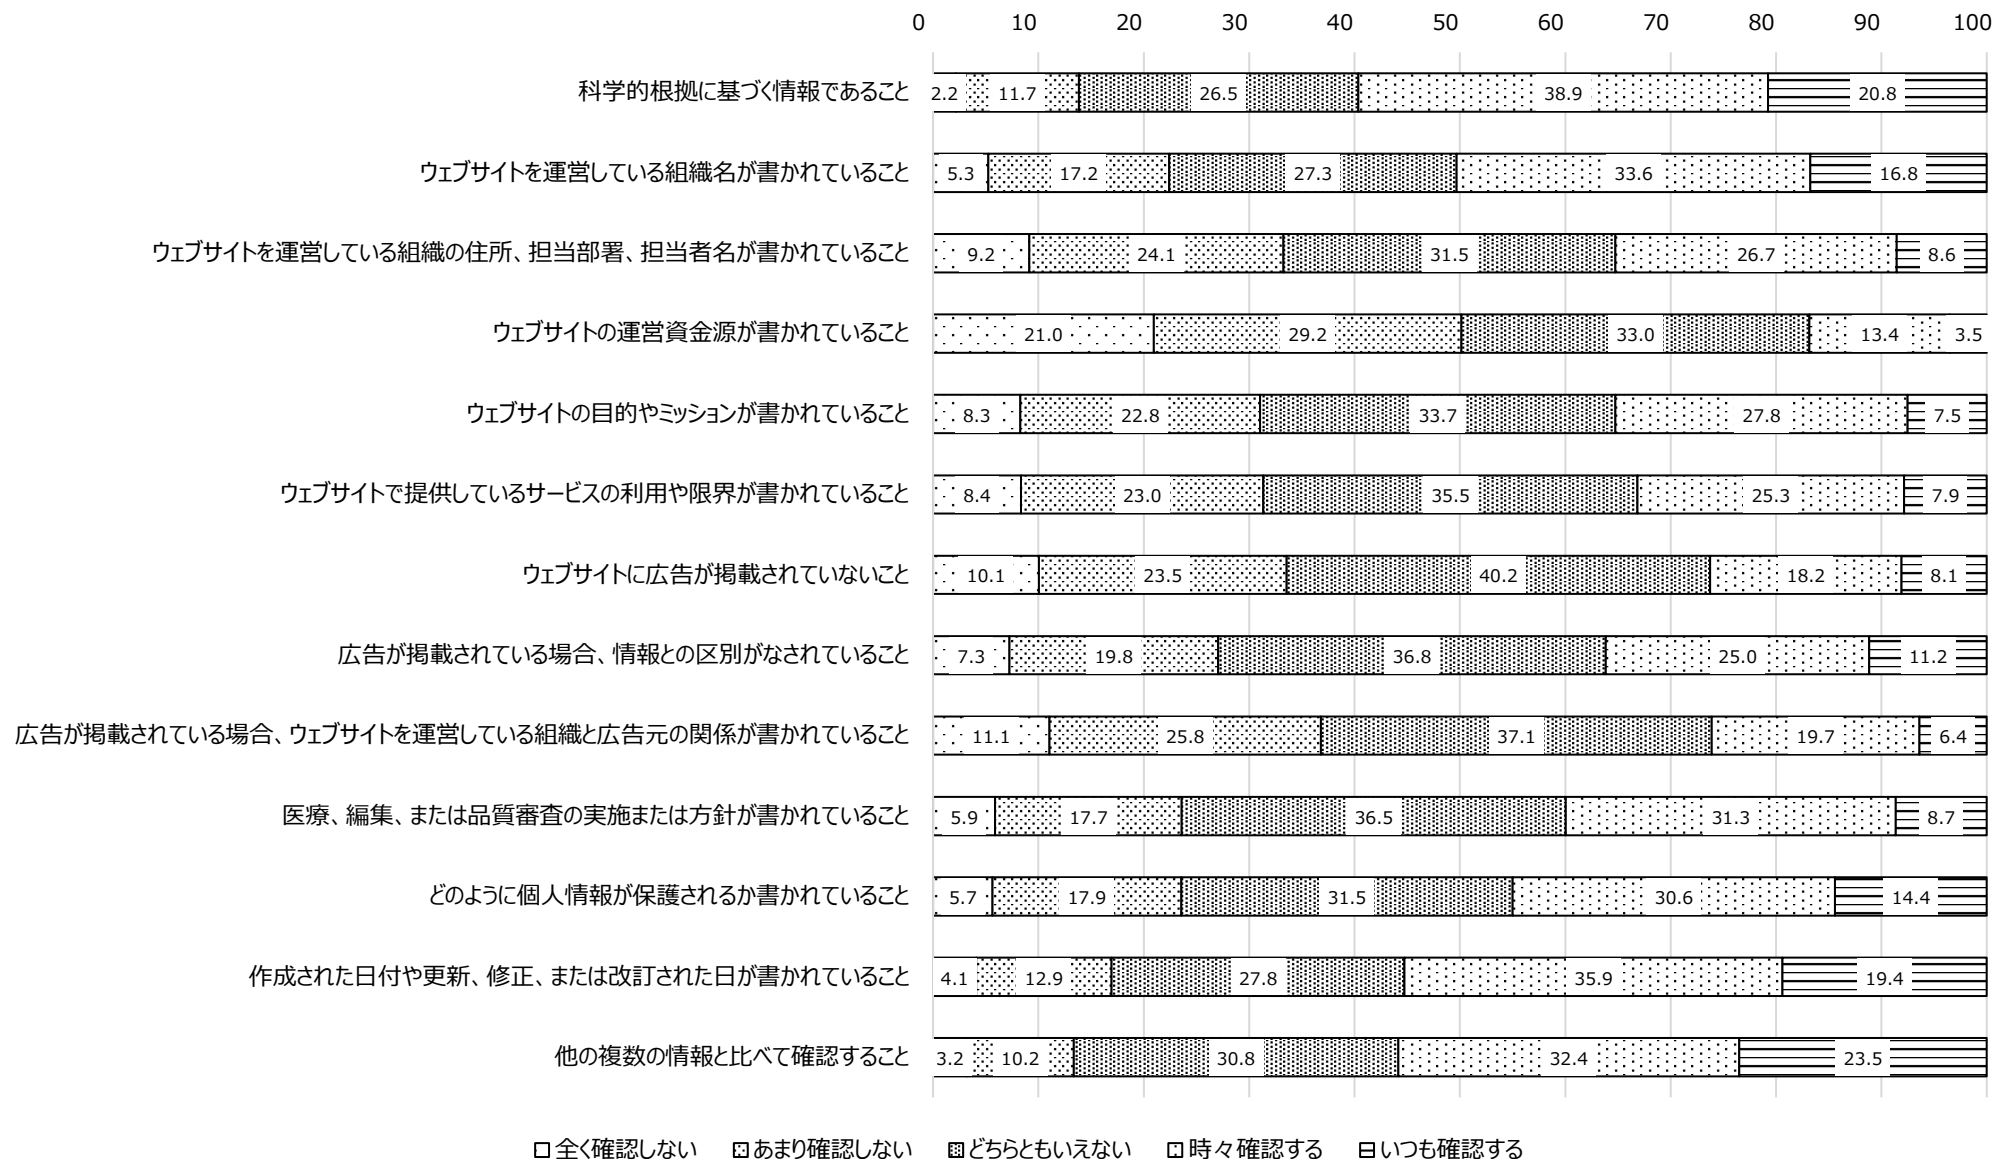 0 10 20 30 40 50 60 70 80 90 100
科学的根拠に基づく情報であること 2.2 11.7 26.5 38.9 20.8
ウェブサイトを運営している組織名が書かれていること 5.3 17.2 27.3 33.6 16.8
ウェブサイトを運営している組織の住所、担当部署、担当者名が書かれていること 9.2 24.1 31.5 26.7 8.6
ウェブサイトの運営資金源が書かれていること 21.0 29.2 33.0 13.4 3.5
ウェブサイトの目的やミッションが書かれていること 8.3 22.8 33.7 27.8 7.5
ウェブサイトで提供しているサービスの利用や限界が書かれていること 8.4 23.0 35.5 25.3 7.9
ウェブサイトに広告が掲載されていないこと 10.1 23.5 40.2 18.2 8.1
広告が掲載されている場合、情報との区別がなされていること 7.3 19.8 36.8 25.0 11.2
広告が掲載されている場合、ウェブサイトを運営している組織と広告元の関係が書かれていること 11.1 25.8 37.1 19.7 6.4
医療、編集、または品質審査の実施または方針が書かれていること 5.9 17.7 36.5 31.3 8.7
どのように個人情報が保護されるか書かれていること 5.7 17.9 31.5 30.6 14.4
作成された日付や更新、修正、または改訂された日が書かれていること 4.1 12.9 27.8 35.9 19.4
他の複数の情報と比べて確認すること 3.2 10.2 30.8 32.4 23.5
全く確認しない あまり確認しない どちらともいえない 時々確認する いつも確認する